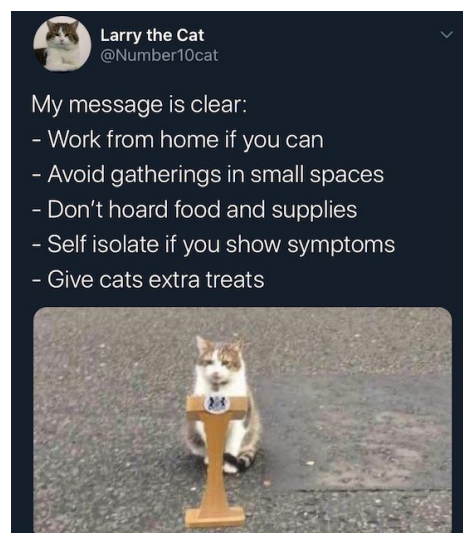 Larry the Cat
@Number10cat
My message is clear:
- Work from home if you can
- Avoid gatherings in small spaces
- Don't hoard food and supplies
- Self isolate if you show symptoms
- Give cats extra treats